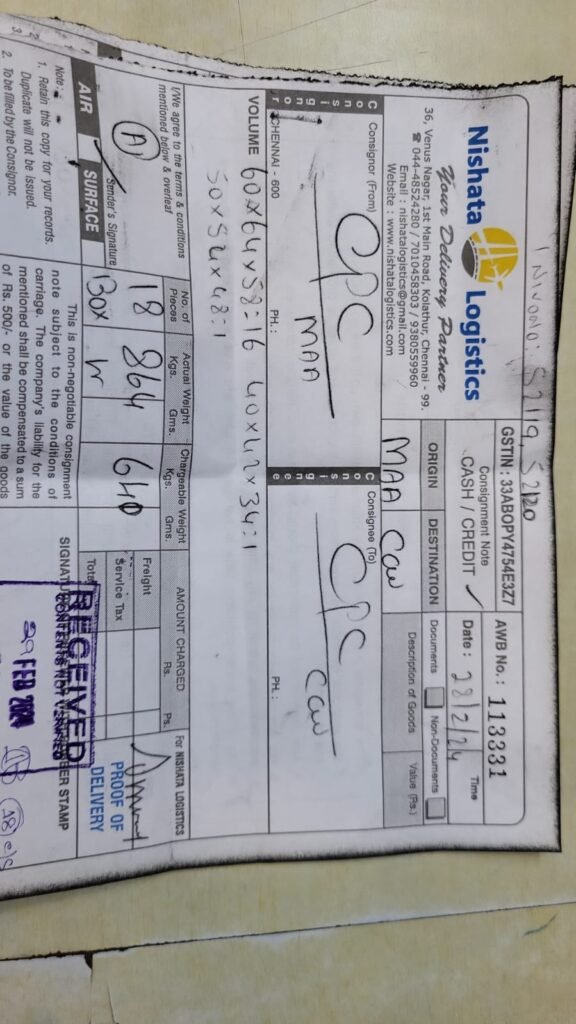 INVONO: S2119, S2120
Nishata Logistics
Your Delivery Partner
36, Venus Nagar, 1st Main Road, Kolathur, Chennai - 99.
☎ 044-48524280 / 7010458303 / 9380559960
Email : nishatalogistics@gmail.com
Website : www.nishatalogistics.com
GSTIN: 33ABOPY4754E3Z7
Consignment Note
CASH / CREDIT ✓
AWB No.: 113331
Date : 28/2/24 Time
ORIGIN DESTINATION
MAA
Documents Non-Documents
Description of Goods Value (Rs.)
Consignor
Consignor (From)
CPC
MAA
CHENNAI - 600 PH.:
Consignee
Consignee (To)
CPC
PH.:
VOLUME 60x64x58=16 40x42x34=1
50x52x48=1
I/We agree to the terms & conditions
mentioned below & overleaf
A
Sender's Signature
AIR SURFACE
No. of Pieces
18
Box
Actual Weight
Kgs. Gms.
864
Chargeable Weight
Kgs. Gms.
640
AMOUNT CHARGED
Rs. Ps.
Freight
Service Tax
Total
For NISHATA LOGISTICS
PROOF OF
DELIVERY
Note :
1. Retain this copy for your records.
Duplicate will not be issued.
2. To be filled by the Consignor.
This is non-negotiable consignment
note subject to the conditions of
carriage. The company's liability for the
mentioned shall be compensated to a sum
of Rs. 500/- or the value of the goods
RECEIVED
CONTENTS NOT VERIFIED
29 FEB 2024